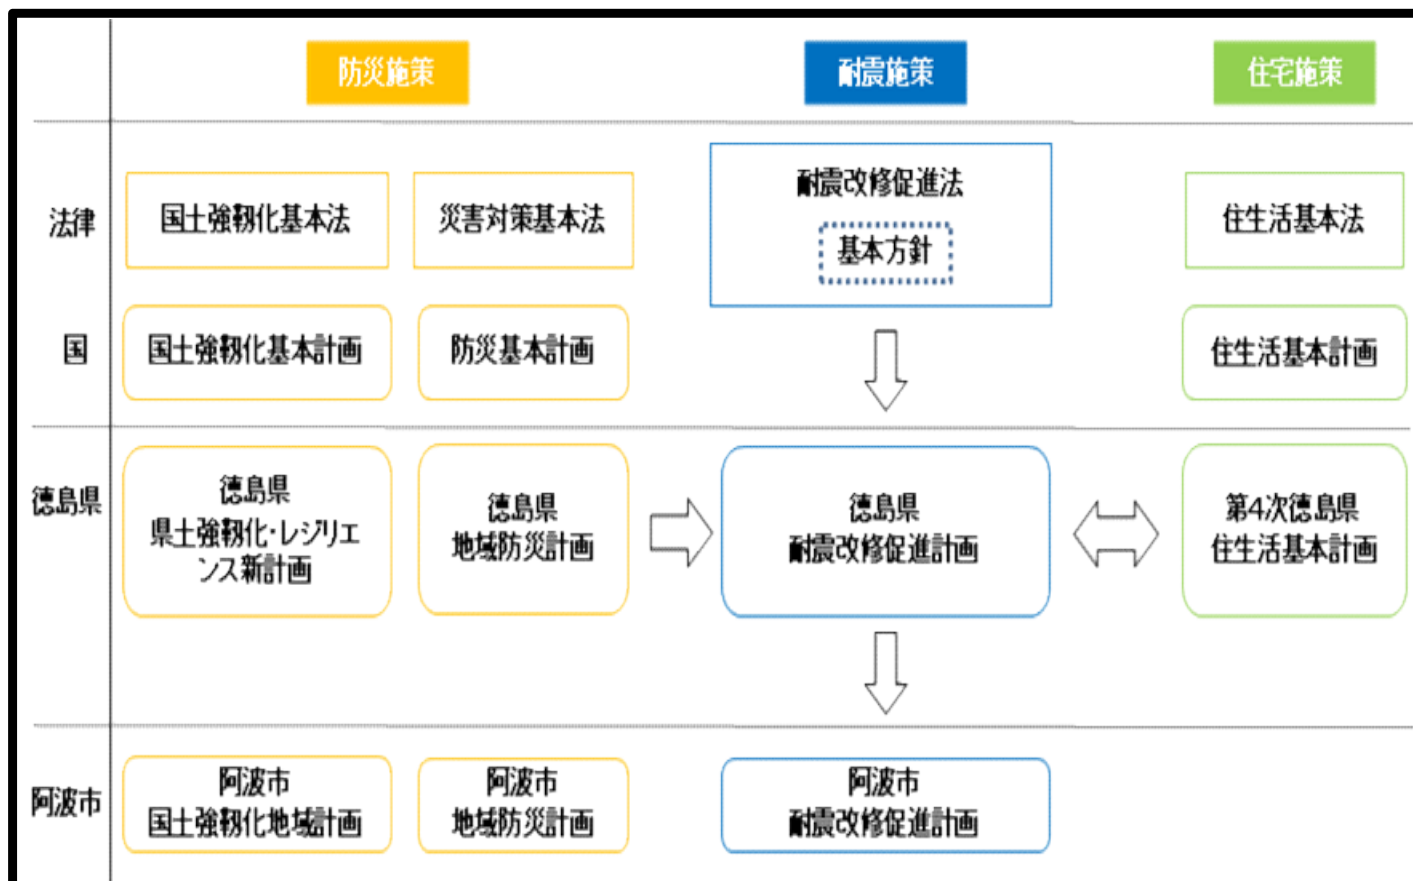 防災施策
耐震施策
住宅施策
法律
国土強靱化基本法
災害対策基本法
耐震改修促進法
基本方針
住生活基本法
国
国土強靱化基本計画
防災基本計画
住生活基本計画
徳島県
徳島県
県土強靱化・レジリエ
ンス新計画
徳島県
地域防災計画
徳島県
耐震改修促進計画
第4次徳島県
住生活基本計画
阿波市
阿波市
国土強靱化地域計画
阿波市
地域防災計画
阿波市
耐震改修促進計画